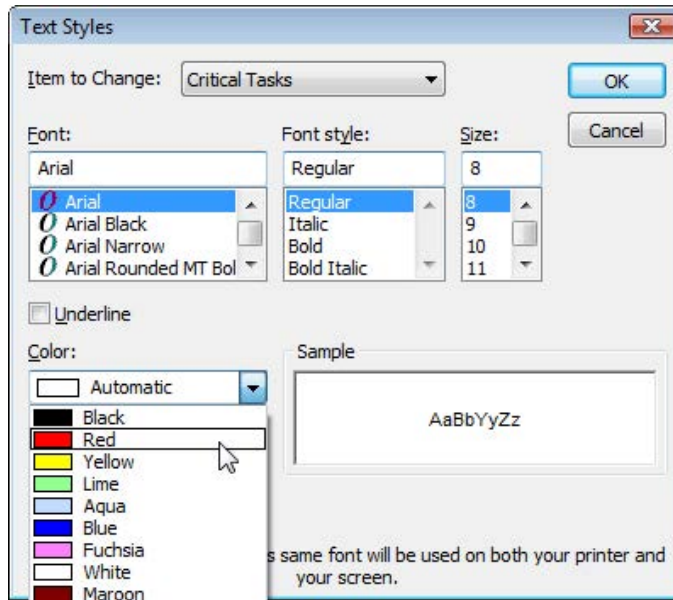 Text Styles
Item to Change: Critical Tasks
OK
Cancel
Font:
Arial
Arial
Arial Black
Arial Narrow
Arial Rounded MT Bol
Font style:
Regular
Regular
Italic
Bold
Bold Italic
Size:
8
8
9
10
11
Underline
Color:
Automatic
Black
Red
Yellow
Lime
Aqua
Blue
Fuchsia
White
Maroon
Sample
AaBbYyZz
s same font will be used on both your printer and
your screen.